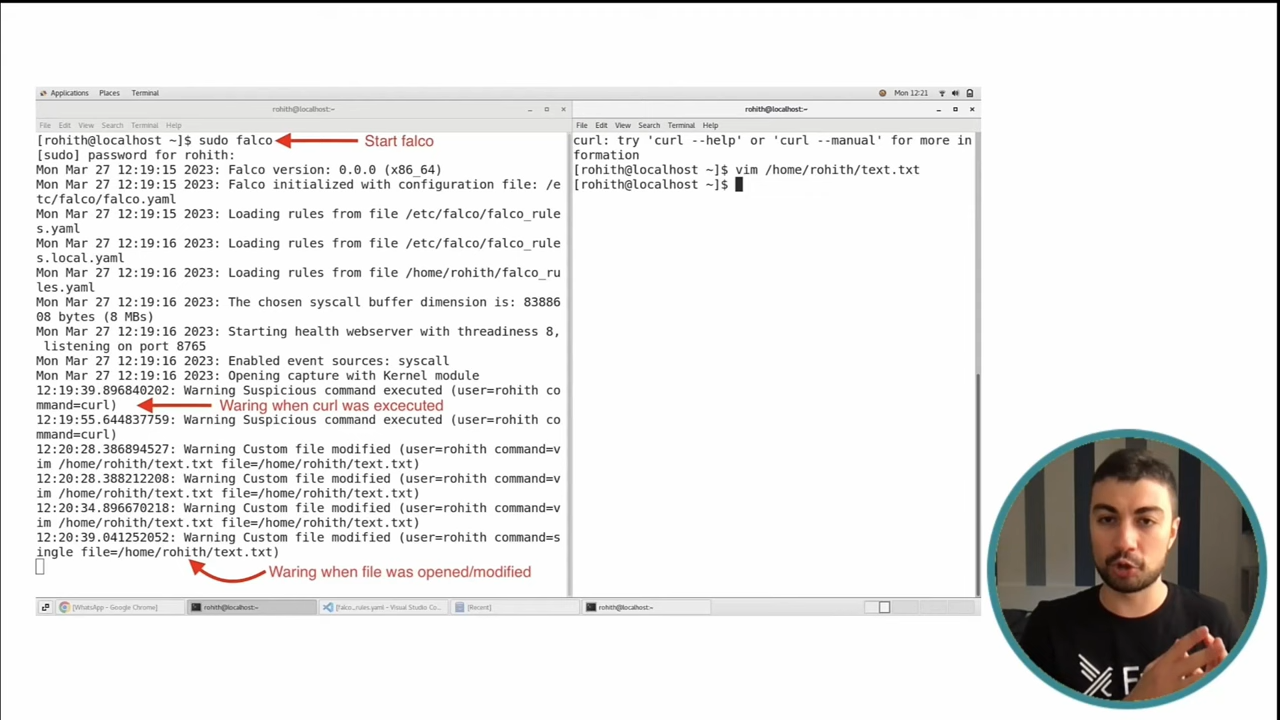 Applications Places Terminal
Mon 12:21
rohith@localhost:~
File Edit View Search Terminal Help
[rohith@localhost ~]$ sudo falco
Start falco
[sudo] password for rohith:
Mon Mar 27 12:19:15 2023: Falco version: 0.0.0 (x86_64)
Mon Mar 27 12:19:15 2023: Falco initialized with configuration file: /e
tc/falco/falco.yaml
Mon Mar 27 12:19:15 2023: Loading rules from file /etc/falco/falco_rule
s.yaml
Mon Mar 27 12:19:16 2023: Loading rules from file /etc/falco/falco_rule
s.local.yaml
Mon Mar 27 12:19:16 2023: Loading rules from file /home/rohith/falco_ru
les.yaml
Mon Mar 27 12:19:16 2023: The chosen syscall buffer dimension is: 83886
08 bytes (8 MBs)
Mon Mar 27 12:19:16 2023: Starting health webserver with threadiness 8,
listening on port 8765
Mon Mar 27 12:19:16 2023: Enabled event sources: syscall
Mon Mar 27 12:19:16 2023: Opening capture with Kernel module
12:19:39.896840202: Warning Suspicious command executed (user=rohith co
mmand=curl)
Waring when curl was excecuted
12:19:55.644837759: Warning Suspicious command executed (user=rohith co
mmand=curl)
12:20:28.386894527: Warning Custom file modified (user=rohith command=v
im /home/rohith/text.txt file=/home/rohith/text.txt)
12:20:28.388212208: Warning Custom file modified (user=rohith command=v
im /home/rohith/text.txt file=/home/rohith/text.txt)
12:20:34.896670218: Warning Custom file modified (user=rohith command=v
im /home/rohith/text.txt file=/home/rohith/text.txt)
12:20:39.041252052: Warning Custom file modified (user=rohith command=s
ingle file=/home/rohith/text.txt)
Waring when file was opened/modified
rohith@localhost:~
File Edit View Search Terminal Help
curl: try 'curl --help' or 'curl --manual' for more in
formation
[rohith@localhost ~]$ vim /home/rohith/text.txt
[rohith@localhost ~]$
[WhatsApp - Google Chrome]
rohith@localhost:~
[falco_rules.yaml - Visual Studio Co...
[Recent]
rohith@localhost:~